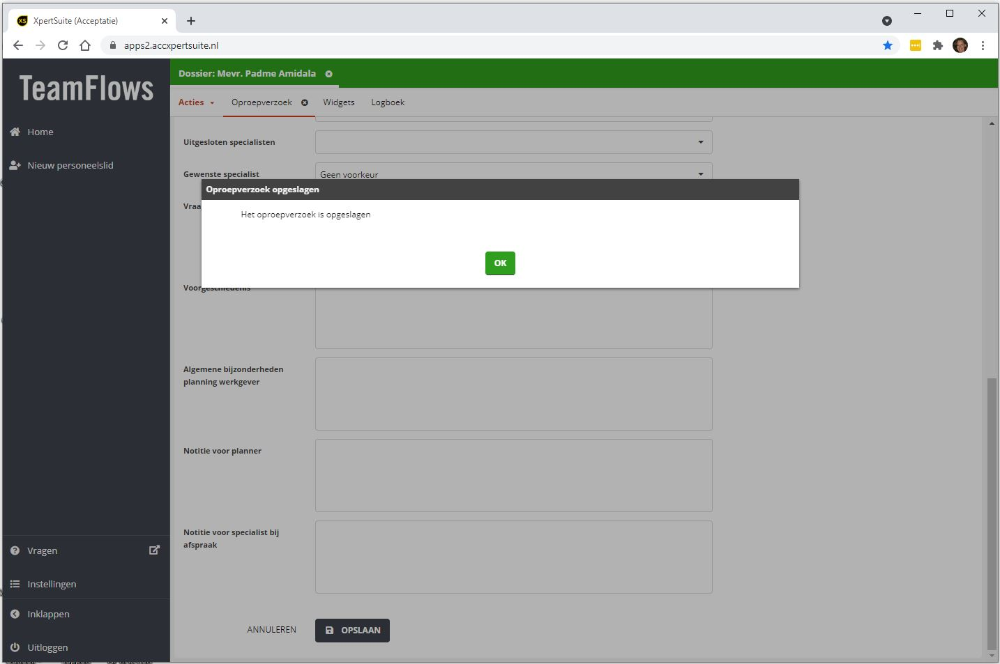 XpertSuite (Acceptatie)
apps2.accxpertsuite.nl
TeamFlows
Dossier: Mevr. Padme Amidala
Acties
Oproepverzoek
Widgets
Logboek
Home
Nieuw personeelslid
Uitgesloten specialisten
Gewenste specialist
Geen voorkeur
Oproepverzoek opgeslagen
Vraa
Het oproepverzoek is opgeslagen
OK
Voorgeschiedenis
Algemene bijzonderheden
planning werkgever
Notitie voor planner
Notitie voor specialist bij
afspraak
Vragen
Instellingen
Inklappen
Uitloggen
ANNULEREN
OPSLAAN